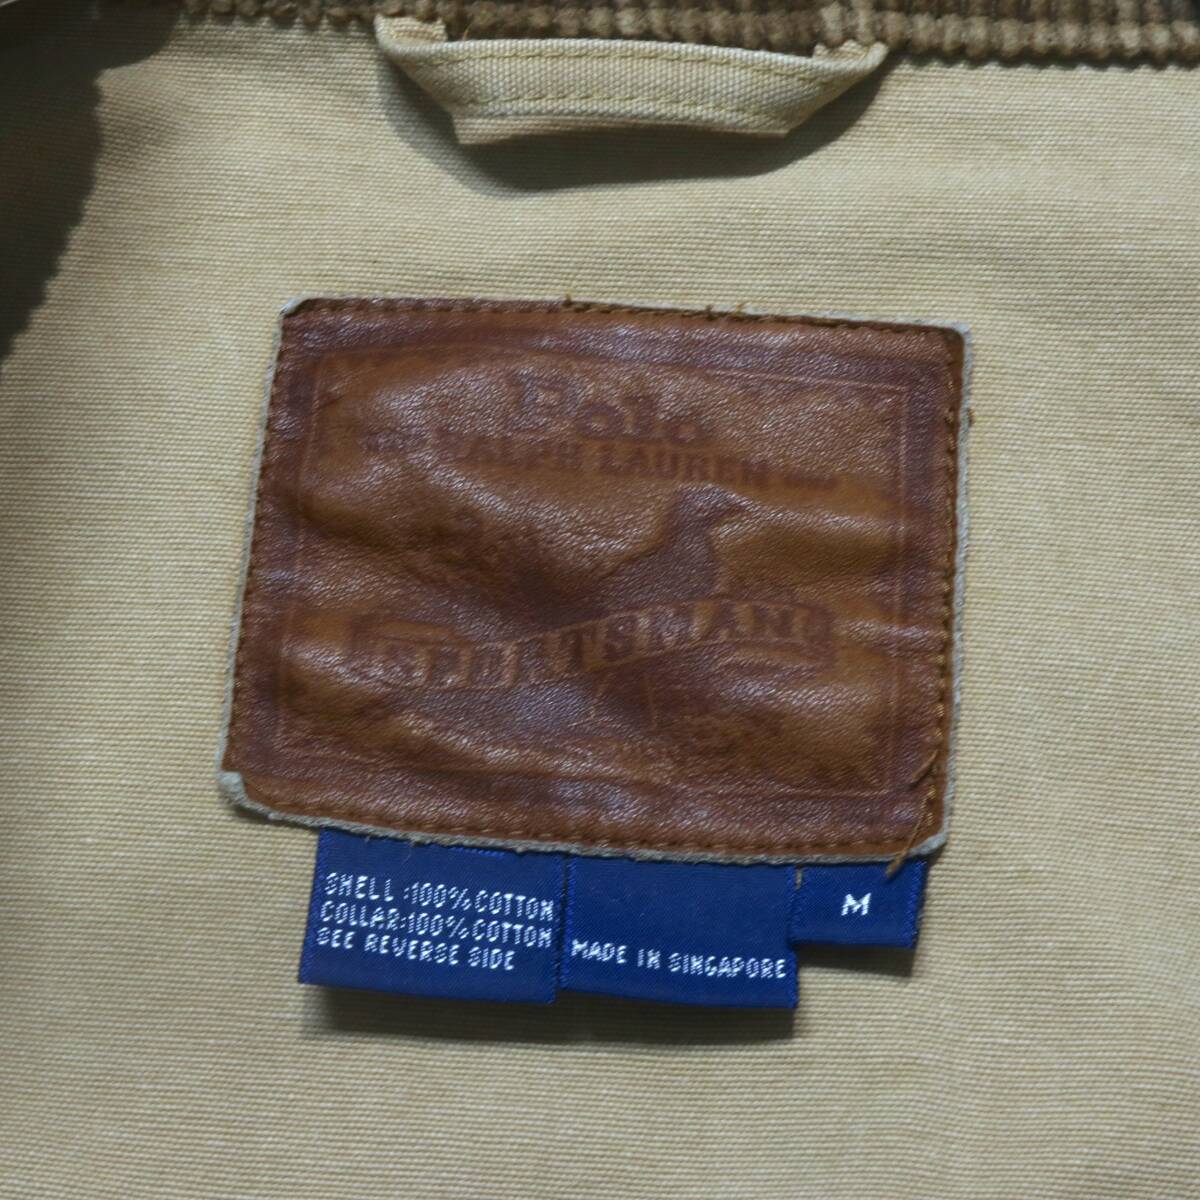 Polo
RALPH LAUREN
SPORTSMAN
SHELL :100% COTTON
COLLAR:100% COTTON
SEE REVERSE SIDE
MADE IN SINGAPORE
M